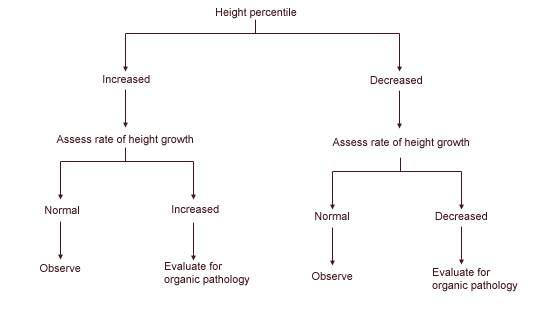 Height percentile
Increased
Decreased
Assess rate of height growth
Assess rate of height growth
Normal
Increased
Normal
Decreased
Observe
Evaluate for
organic pathology
Observe
Evaluate for
organic pathology